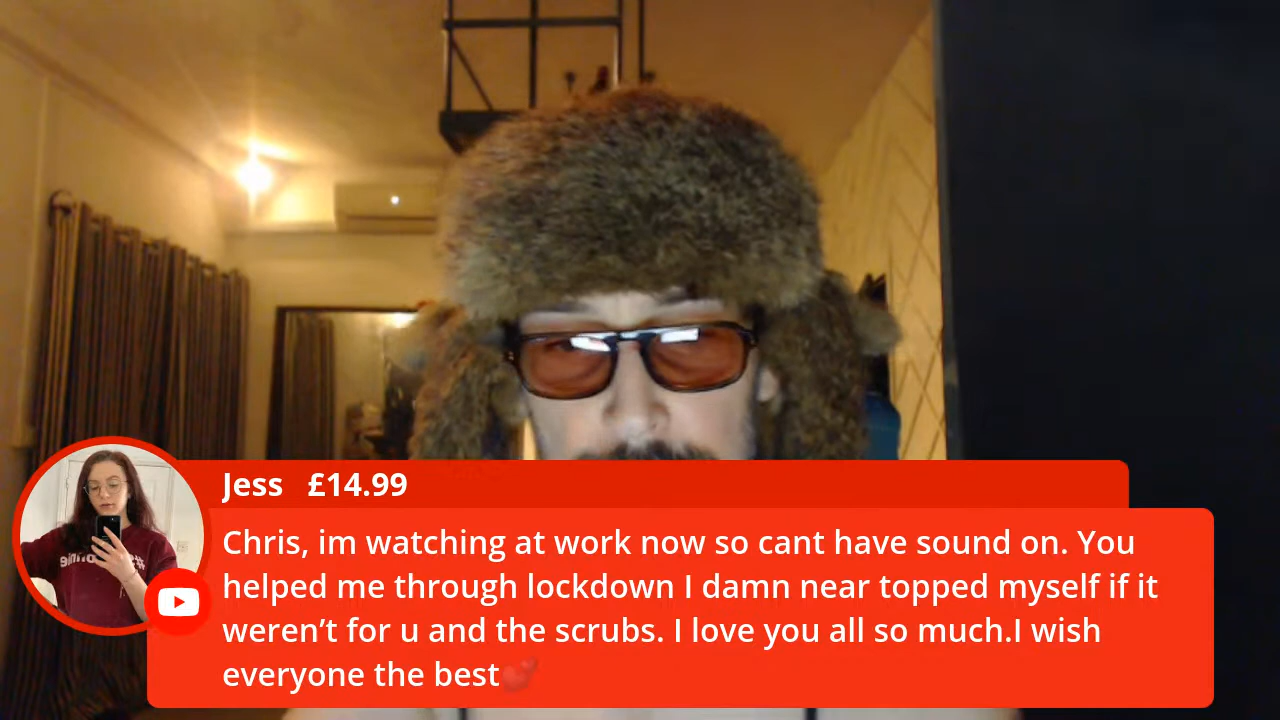 Jess £14.99
Chris, im watching at work now so cant have sound on. You
helped me through lockdown I damn near topped myself if it
weren’t for u and the scrubs. I love you all so much.I wish
everyone the best💕